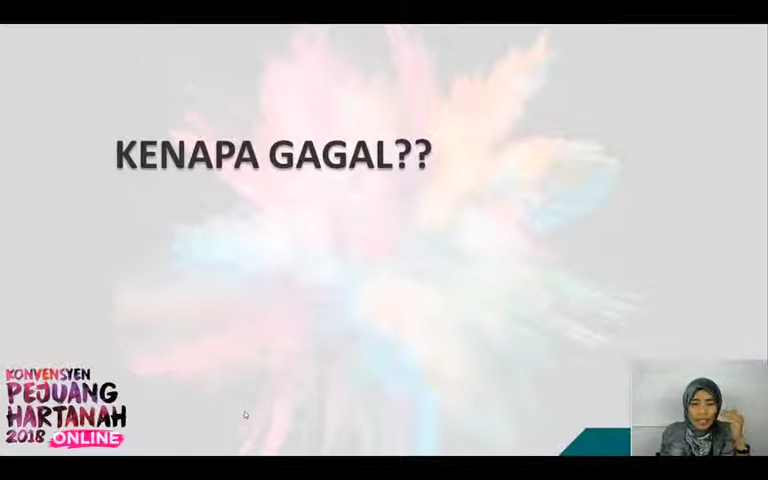 KENAPA GAGAL??
KONVENSYEN
PEJUANG
HARTANAH
2018 ONLINE